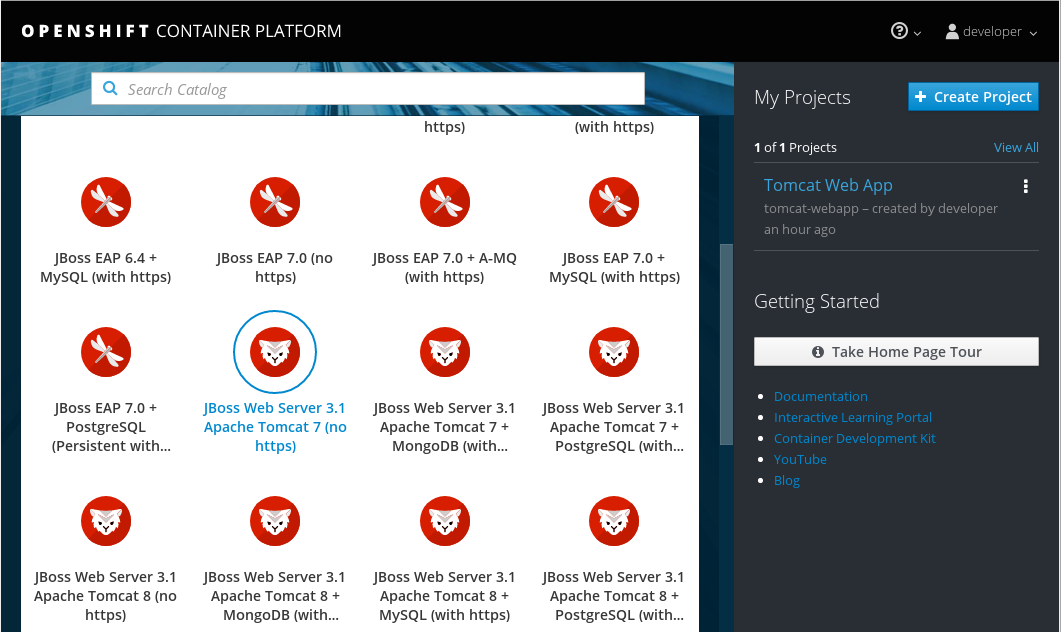 OPENSHIFT CONTAINER PLATFORM
developer
Search Catalog
https)
(with https)
JBoss EAP 6.4 +
MySQL (with https)
JBoss EAP 7.0 (no
https)
JBoss EAP 7.0 + A-MQ
(with https)
JBoss EAP 7.0 +
MySQL (with https)
JBoss EAP 7.0 +
PostgreSQL
(Persistent with...
JBoss Web Server 3.1
Apache Tomcat 7 (no
https)
JBoss Web Server 3.1
Apache Tomcat 7 +
MongoDB (with...
JBoss Web Server 3.1
Apache Tomcat 7 +
PostgreSQL (with...
JBoss Web Server 3.1
Apache Tomcat 8 (no
https)
JBoss Web Server 3.1
Apache Tomcat 8 +
MongoDB (with...
JBoss Web Server 3.1
Apache Tomcat 8 +
MySQL (with https)
JBoss Web Server 3.1
Apache Tomcat 8 +
PostgreSQL (with...
My Projects
Create Project
1 of 1 Projects
View All
Tomcat Web App
tomcat-webapp – created by developer
an hour ago
Getting Started
Take Home Page Tour
Documentation
Interactive Learning Portal
Container Development Kit
YouTube
Blog